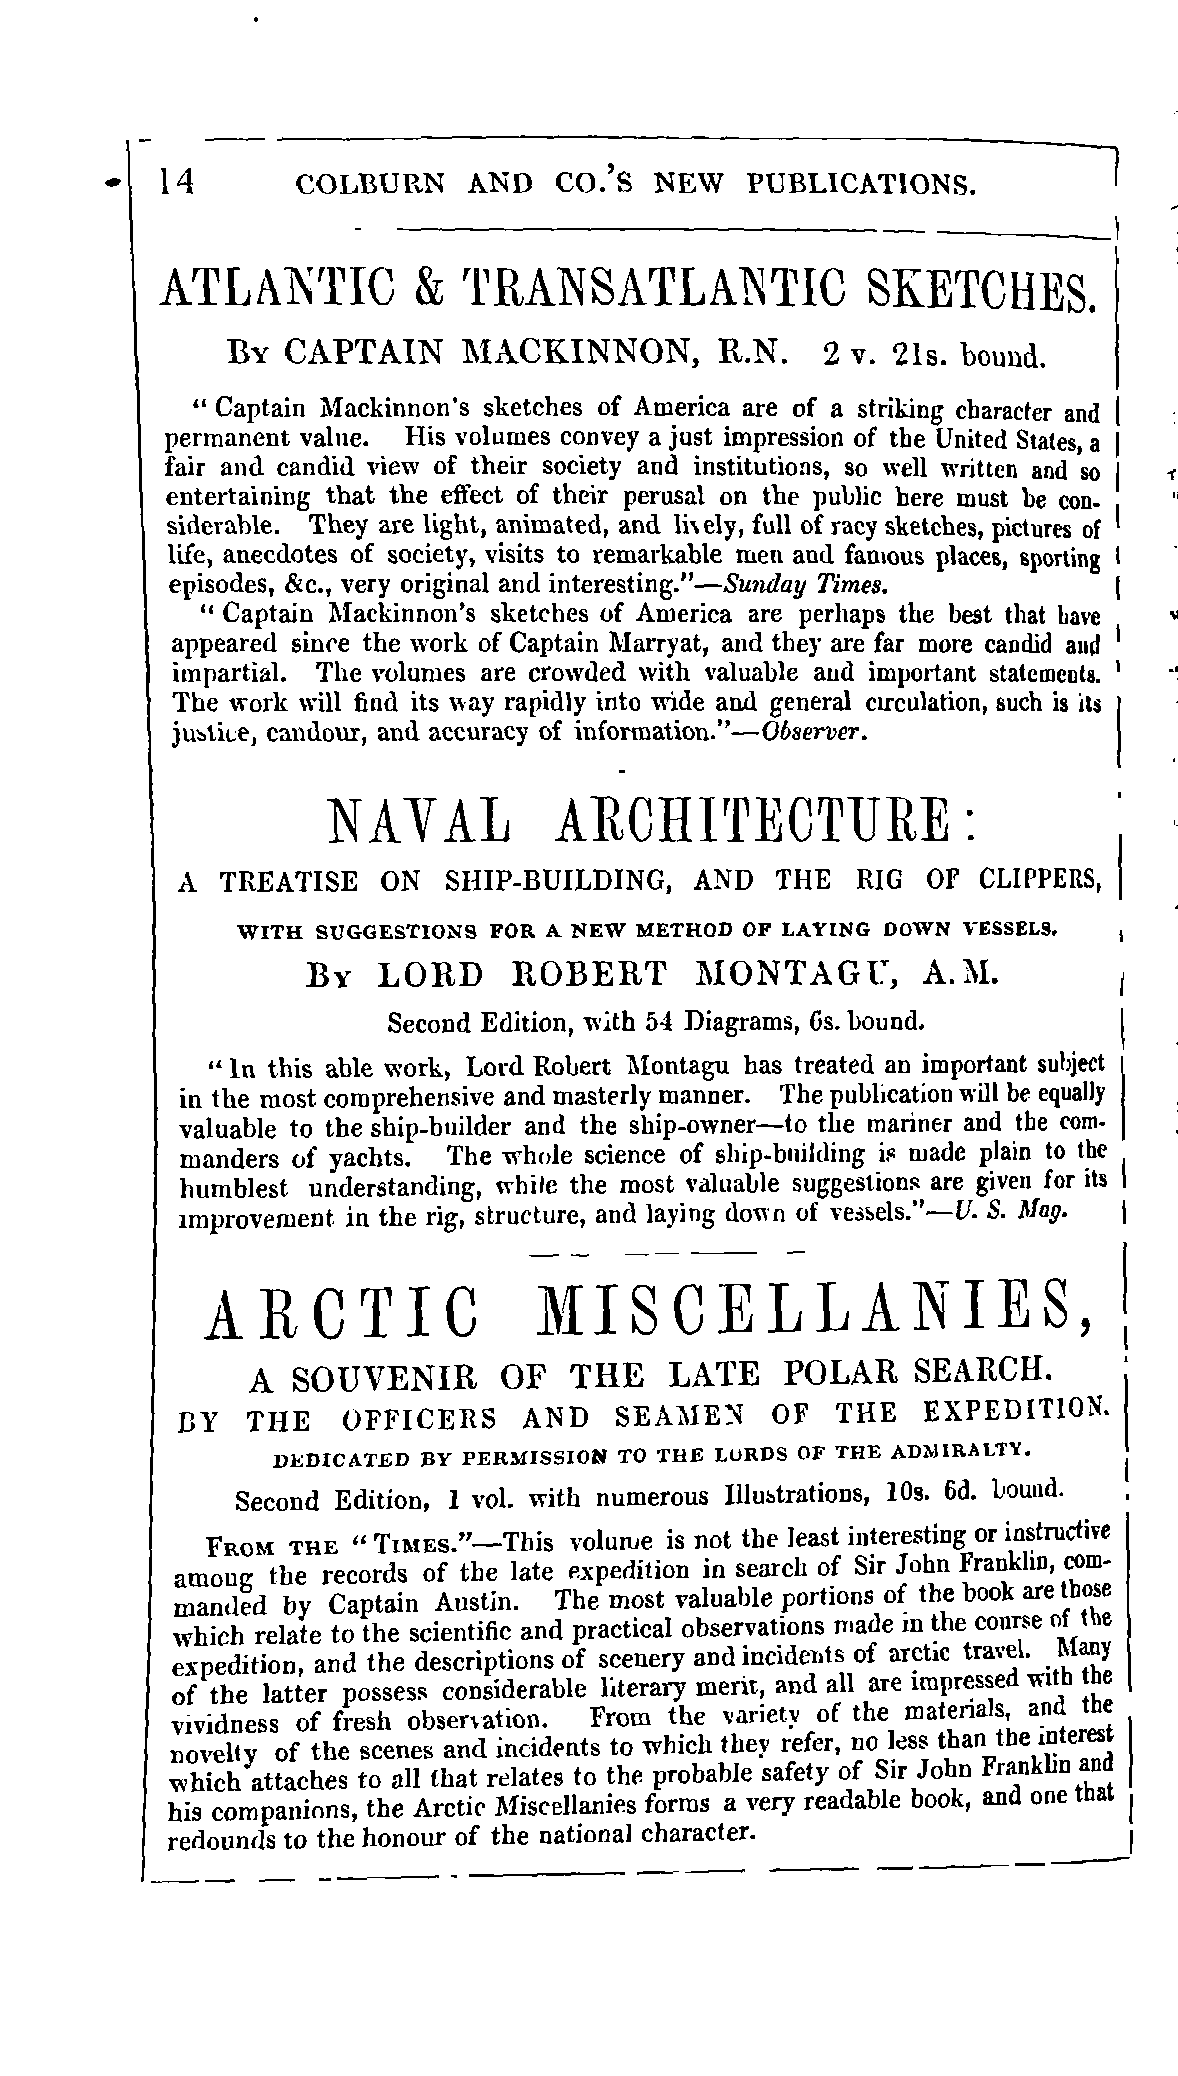 14 COLBURN AND CO.'S NEW PUBLICATIONS.
ATLANTIC & TRANSATLANTIC SKETCHES.
BY CAPTAIN MACKINNON, R.N. 2 v. 21s. bound.
“Captain Mackinnon's sketches of America are of a striking character and
permanent value. His volumes convey a just impression of the United States, a
fair and candid view of their society and institutions, so well written and so
entertaining that the effect of their perusal on the public here must be con-
siderable. They are light, animated, and lively, full of racy sketches, pictures of
life, anecdotes of society, visits to remarkable men and famous places, sporting
episodes, &c., very original and interesting.”—Sunday Times.
“Captain Mackinnon's sketches of America are perhaps the best that have
appeared since the work of Captain Marryat, and they are far more candid and
impartial. The volumes are crowded with valuable and important statements.
The work will find its way rapidly into wide and general circulation, such is its
justice, candour, and accuracy of information.”—Observer.
NAVAL ARCHITECTURE:
A TREATISE ON SHIP-BUILDING, AND THE RIG OF CLIPPERS,
WITH SUGGESTIONS FOR A NEW METHOD OF LAYING DOWN VESSELS.
BY LORD ROBERT MONTAGU, A.M.
Second Edition, with 54 Diagrams, 6s. bound.
“In this able work, Lord Robert Montagu has treated an important subject
in the most comprehensive and masterly manner. The publication will be equally
valuable to the ship-builder and the ship-owner—to the mariner and the com-
manders of yachts. The whole science of ship-building is made plain to the
humblest understanding, while the most valuable suggestions are given for its
improvement in the rig, structure, and laying down of vessels.”—U. S. Mag.
ARCTIC MISCELLANIES,
A SOUVENIR OF THE LATE POLAR SEARCH.
BY THE OFFICERS AND SEAMEN OF THE EXPEDITION.
DEDICATED BY PERMISSION TO THE LORDS OF THE ADMIRALTY.
Second Edition, 1 vol. with numerous Illustrations, 10s. 6d. bound.
FROM THE “TIMES.”—This volume is not the least interesting or instructive
among the records of the late expedition in search of Sir John Franklin, com-
manded by Captain Austin. The most valuable portions of the book are those
which relate to the scientific and practical observations made in the course of the
expedition, and the descriptions of scenery and incidents of arctic travel. Many
of the latter possess considerable literary merit, and all are impressed with the
vividness of fresh observation. From the variety of the materials, and the
novelty of the scenes and incidents to which they refer, no less than the interest
which attaches to all that relates to the probable safety of Sir John Franklin and
his companions, the Arctic Miscellanies forms a very readable book, and one that
redounds to the honour of the national character.